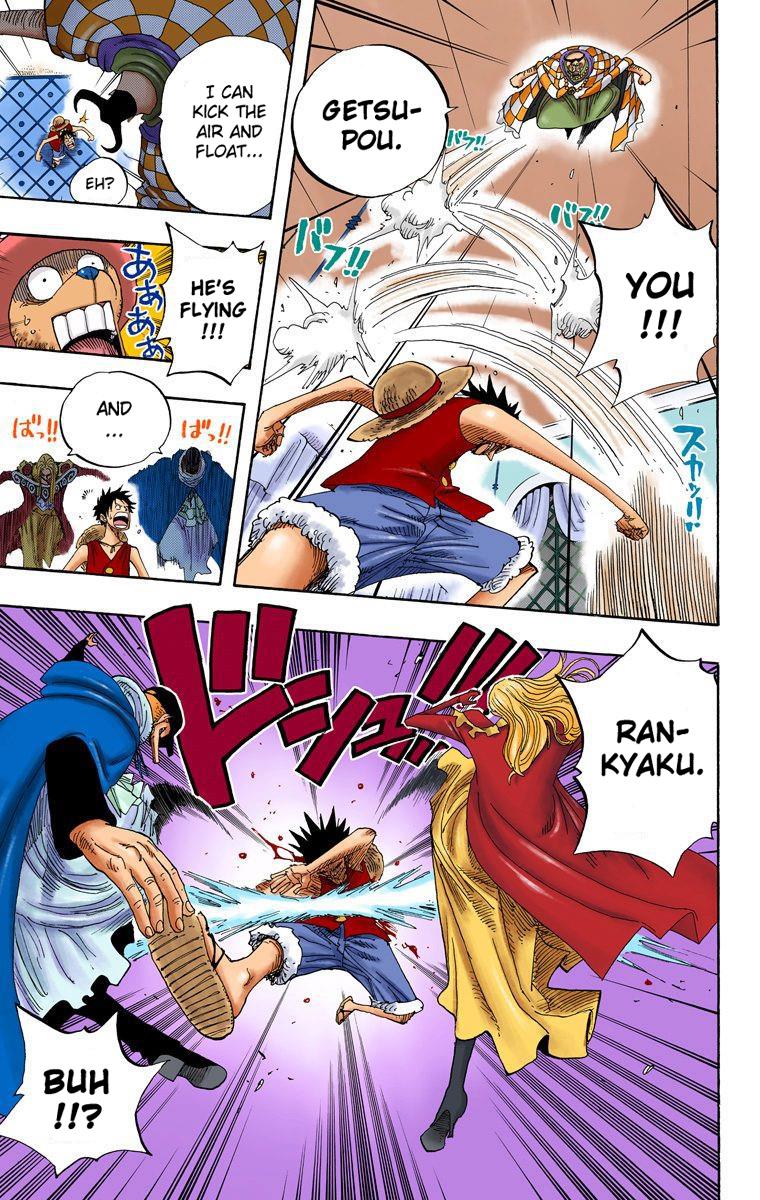 GETSU-
POU.
バフ!!
バフ!!
バフ!!
YOU
!!!
スカッ!!
I CAN
KICK THE
AIR AND
FLOAT...
EH?
HE'S
FLYING
!!!
ああああ
AND
...
ばっ!!
ばっ!!
RAN-
KYAKU.
ドシュ!!!
BUH
!!?